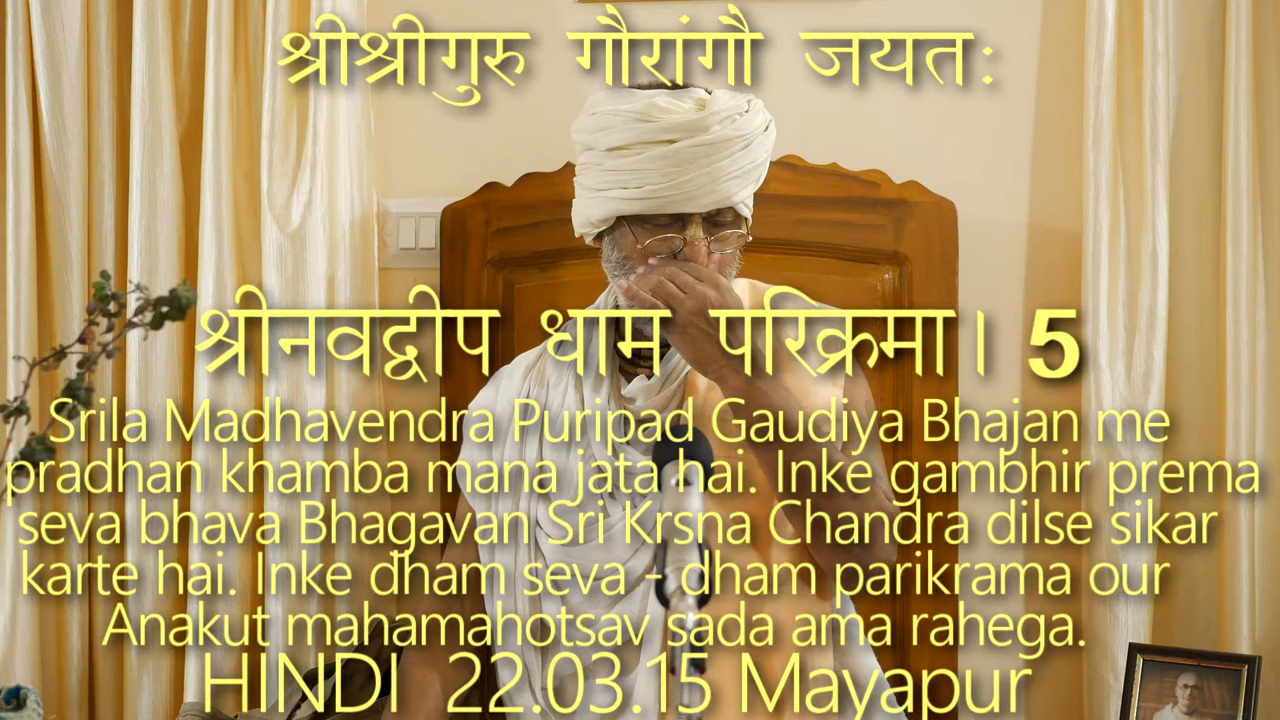 श्रीश्रीगुरु गौरांगौ जयतः
श्रीनवद्वीप धाम परिक्रमा। 5
Srila Madhavendra Puripad Gaudiya Bhajan me
pradhan khamba mana jata hai. Inke gambhir prema
seva bhava Bhagavan Sri Krsna Chandra dilse sikar
karte hai. Inke dham seva - dham parikrama our
Anakut mahamahotsav sada ama rahega.
HINDI 22.03.15 Mayapur